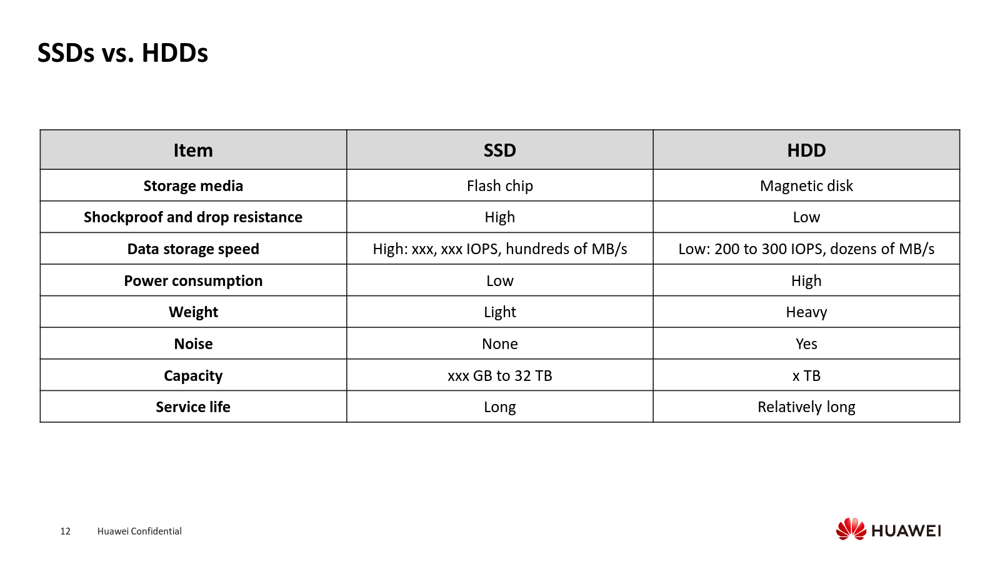 SSDs vs. HDDs
Item SSD HDD
Storage media Flash chip Magnetic disk
Shockproof and drop resistance High Low
Data storage speed High: xxx, xxx IOPS, hundreds of MB/s Low: 200 to 300 IOPS, dozens of MB/s
Power consumption Low High
Weight Light Heavy
Noise None Yes
Capacity xxx GB to 32 TB x TB
Service life Long Relatively long
12 Huawei Confidential
HUAWEI